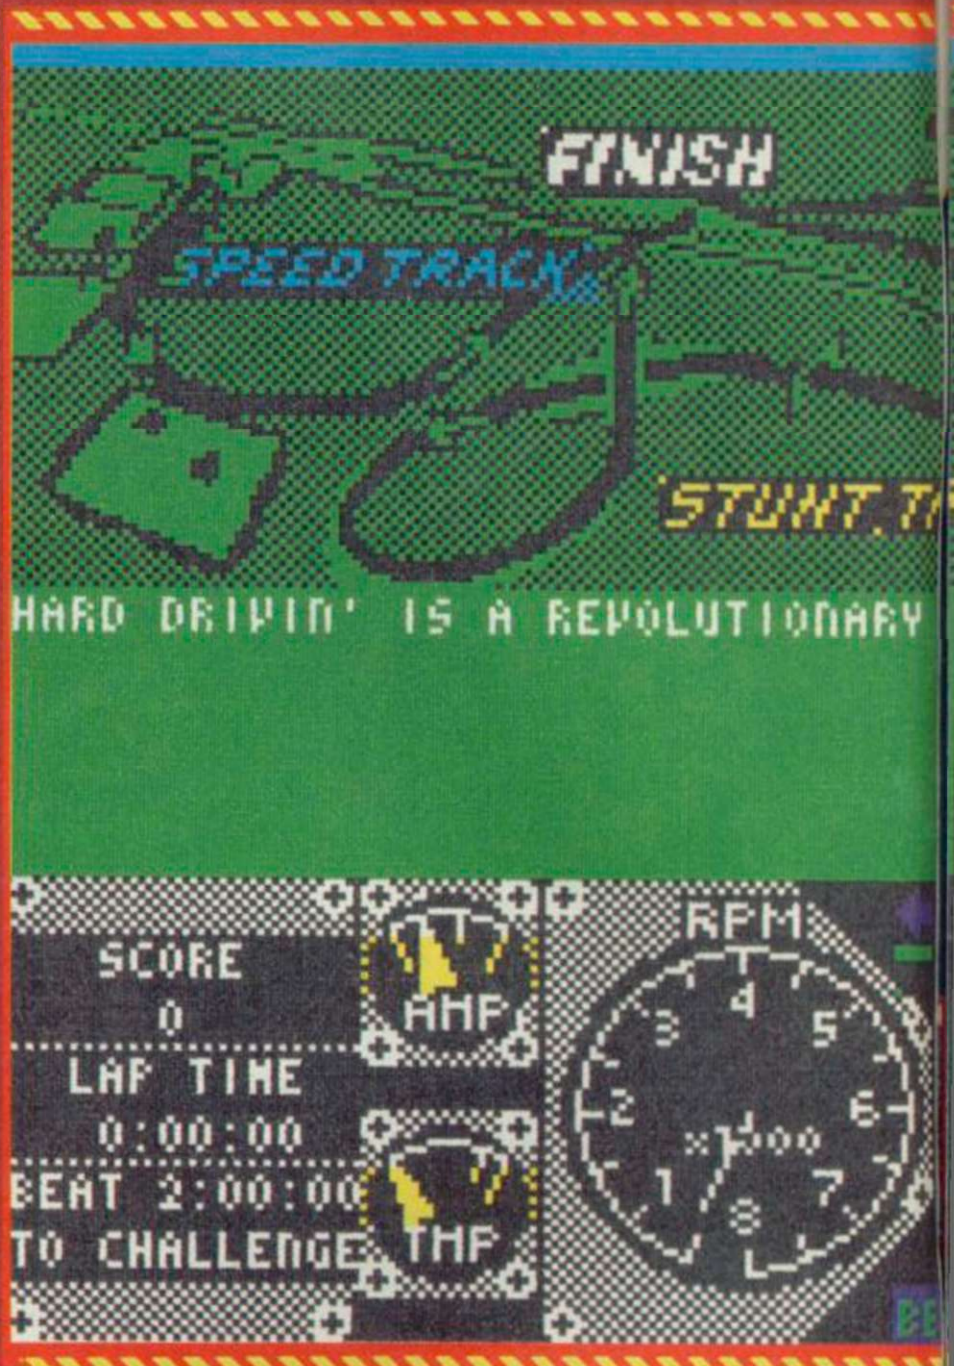 FINISH
SPEED TRACK
STUNT
HARD DRIVIN' IS A REVOLUTIONARY
SCORE
0
LAP TIME
0:00:00
BEAT 2:00:00
TO CHALLENGE
AMP
TMP
RPM
1
2
3
4
5
6
7
8
x1000